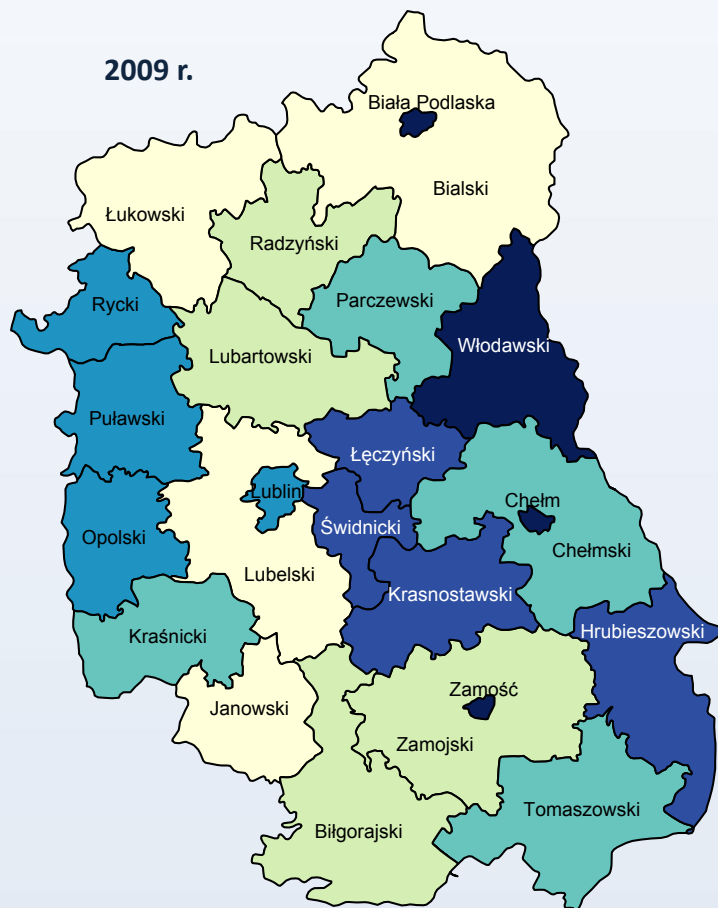 2009 r.
Biała Podlaska
Bialski
Łukowski
Radzyński
Rycki
Parczewski
Lubartowski
Włodawski
Puławski
Łęczyński
Lublin
Chełm
Świdnicki
Opolski
Chełmski
Lubelski
Krasnostawski
Kraśnicki
Hrubieszowski
Zamość
Janowski
Zamojski
Tomaszowski
Biłgorajski